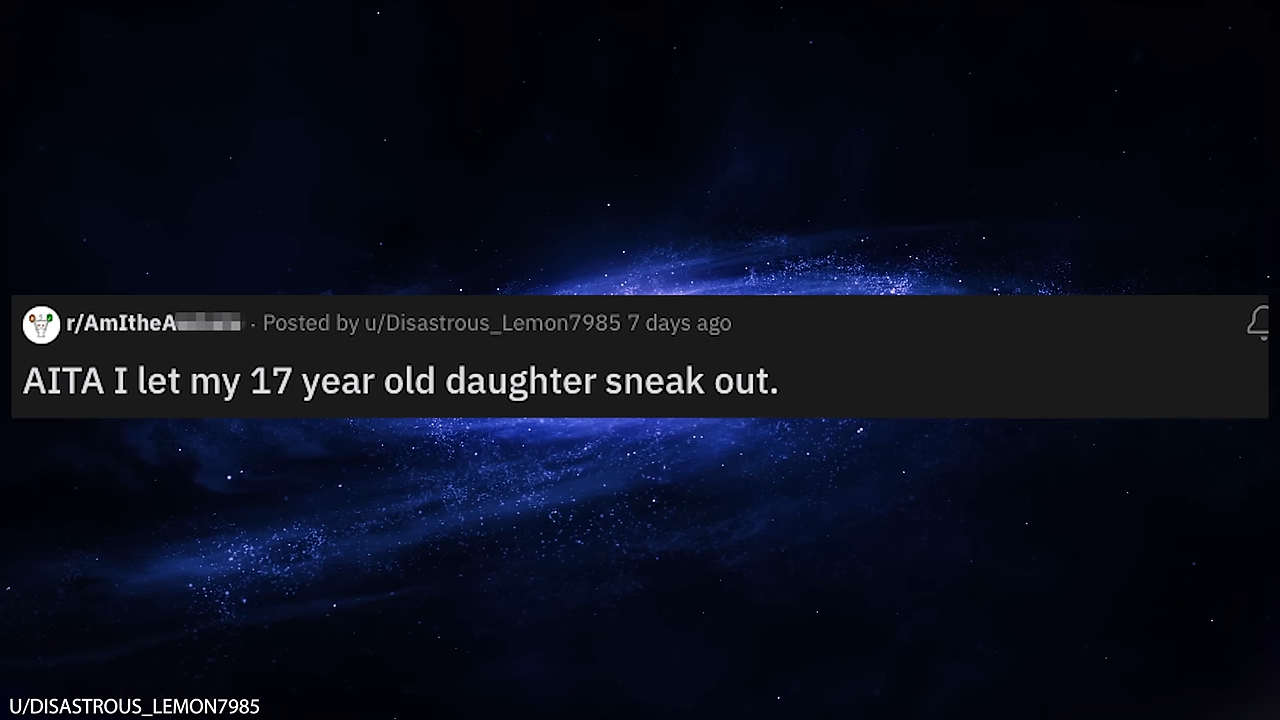 r/AmItheA · Posted by u/Disastrous_Lemon7985 7 days ago
AITA I let my 17 year old daughter sneak out.
U/DISASTROUS_LEMON7985